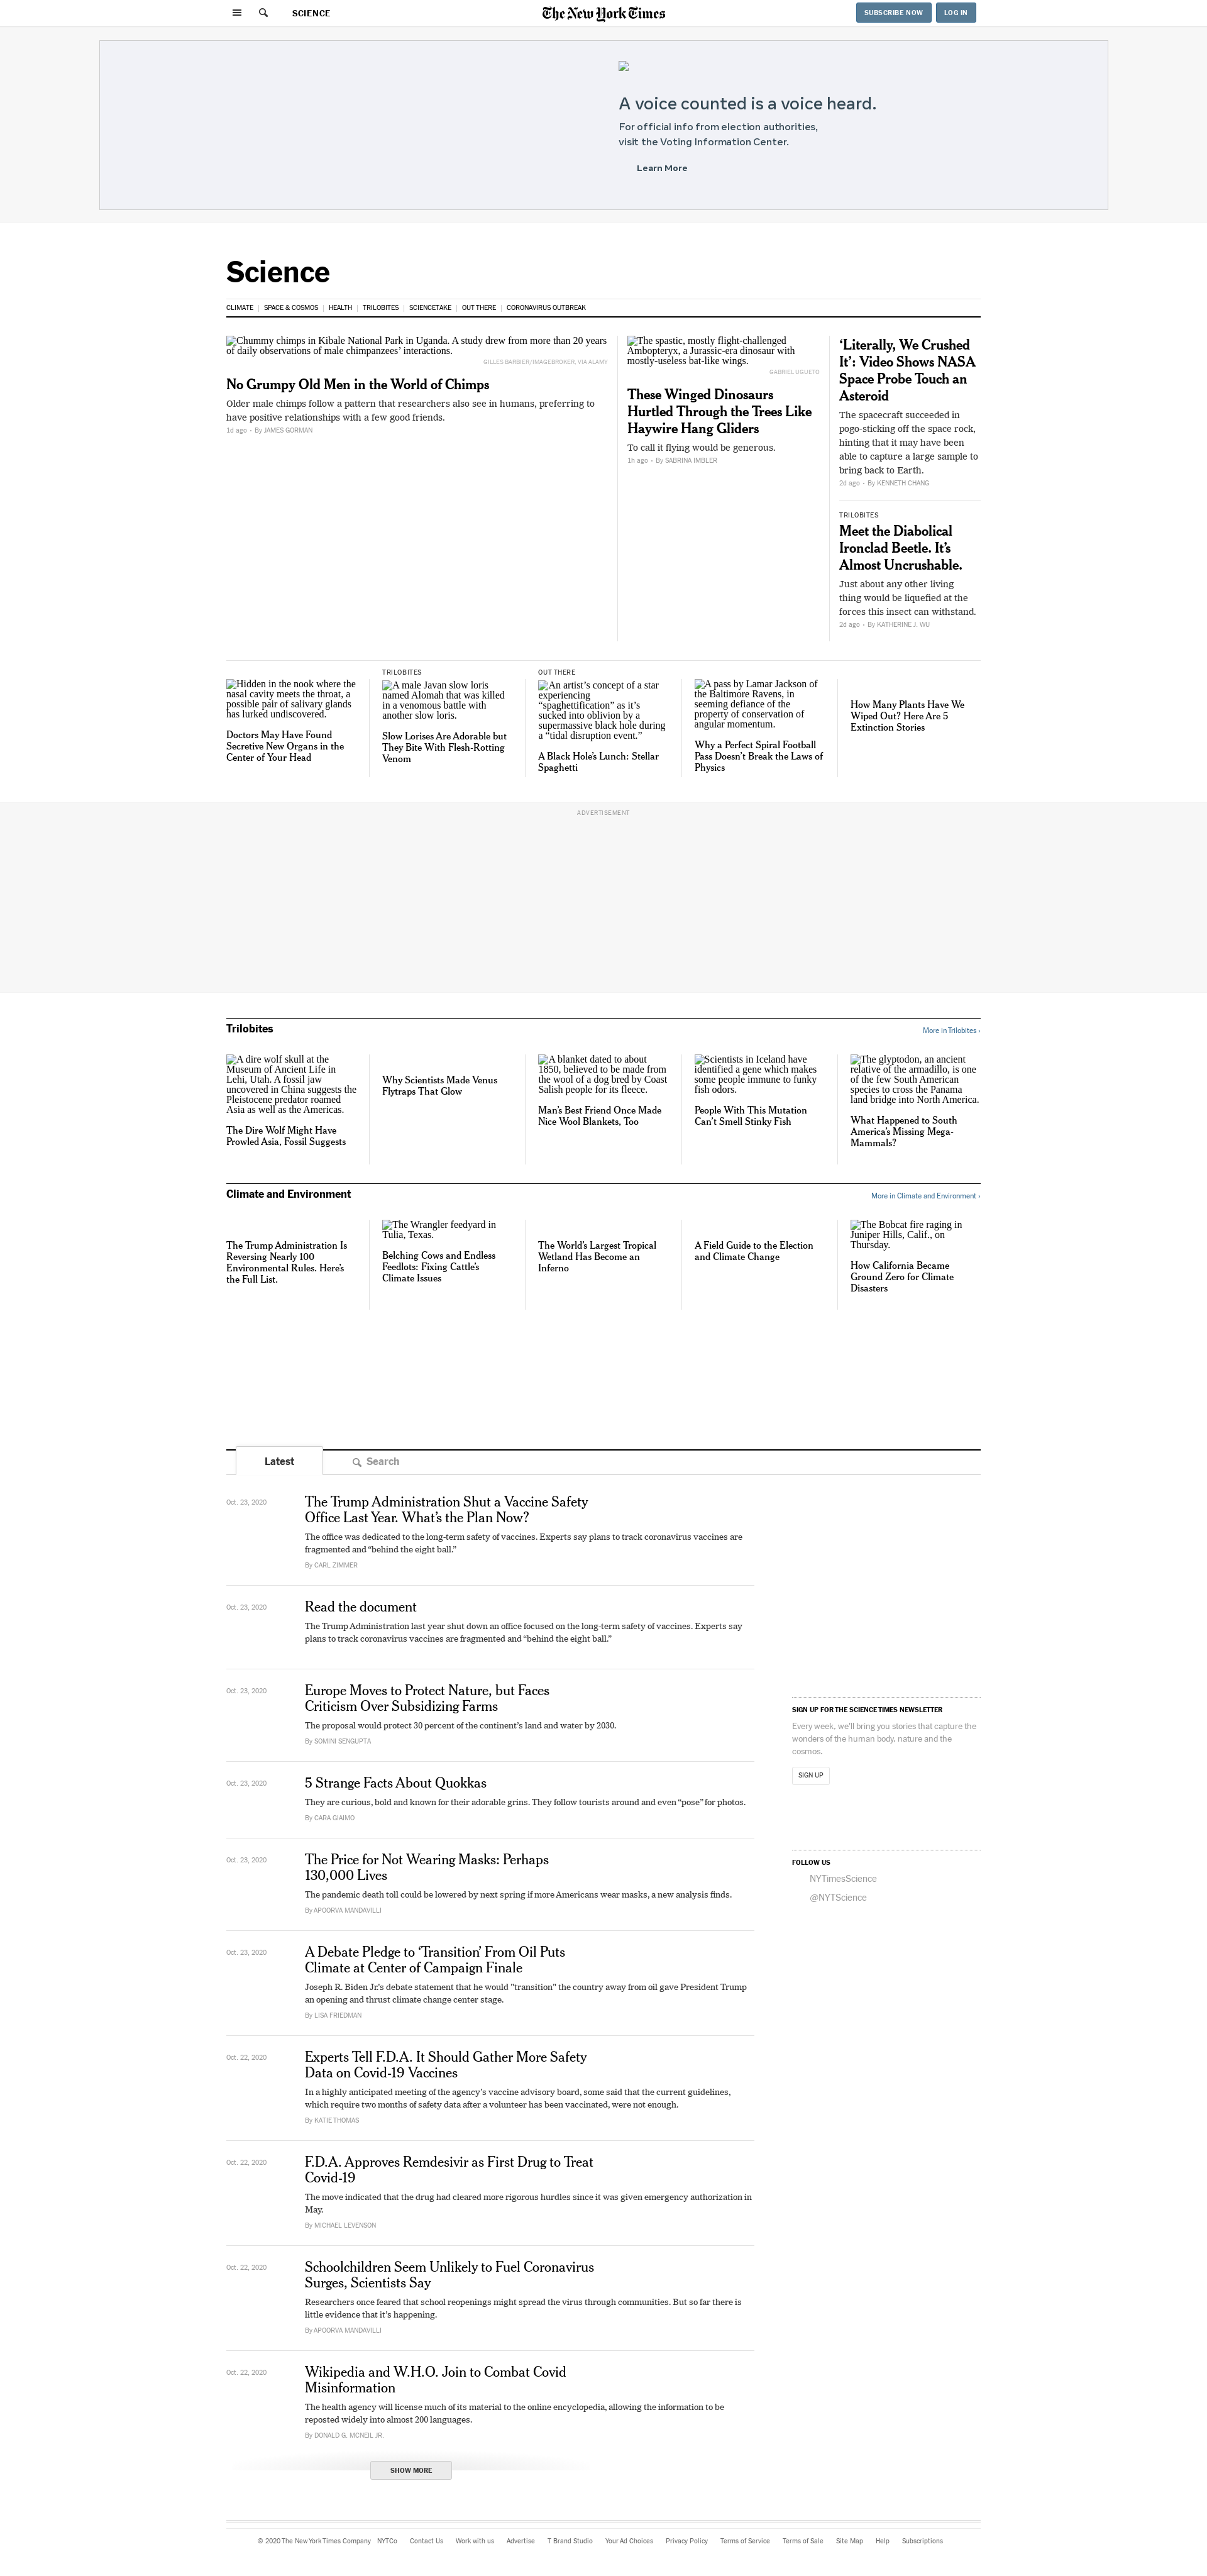 SCIENCE
The New York Times
SUBSCRIBE NOW
LOG IN
A voice counted is a voice heard.
For official info from election authorities,
visit the Voting Information Center.
Learn More
Science
CLIMATE
SPACE & COSMOS
HEALTH
TRILOBITES
SCIENCETAKE
OUT THERE
CORONAVIRUS OUTBREAK
Chummy chimps in Kibale National Park in Uganda. A study drew from more than 20 years
of daily observations of male chimpanzees’ interactions.
GILLES BARBIER/IMAGEBROKER, VIA ALAMY
No Grumpy Old Men in the World of Chimps
Older male chimps follow a pattern that researchers also see in humans, preferring to
have positive relationships with a few good friends.
1d ago • By JAMES GORMAN
The spastic, mostly flight-challenged
Ambopteryx, a Jurassic-era dinosaur with
mostly-useless bat-like wings.
GABRIEL UGUETO
These Winged Dinosaurs
Hurtled Through the Trees Like
Haywire Hang Gliders
To call it flying would be generous.
1h ago • By SABRINA IMBLER
‘Literally, We Crushed
It’: Video Shows NASA
Space Probe Touch an
Asteroid
The spacecraft succeeded in
pogo-sticking off the space rock,
hinting that it may have been
able to capture a large sample to
bring back to Earth.
2d ago • By KENNETH CHANG
TRILOBITES
Meet the Diabolical
Ironclad Beetle. It’s
Almost Uncrushable.
Just about any other living
thing would be liquefied at the
forces this insect can withstand.
2d ago • By KATHERINE J. WU
Hidden in the nook where the
nasal cavity meets the throat, a
possible pair of salivary glands
has lurked undiscovered.
Doctors May Have Found
Secretive New Organs in the
Center of Your Head
TRILOBITES
A male Javan slow loris
named Alomah that was killed
in a venomous battle with
another slow loris.
Slow Lorises Are Adorable but
They Bite With Flesh-Rotting
Venom
OUT THERE
An artist’s concept of a star
experiencing
“spaghettification” as it’s
sucked into oblivion by a
supermassive black hole during
a “tidal disruption event.”
A Black Hole’s Lunch: Stellar
Spaghetti
A pass by Lamar Jackson of
the Baltimore Ravens, in
seeming defiance of the
property of conservation of
angular momentum.
Why a Perfect Spiral Football
Pass Doesn’t Break the Laws of
Physics
How Many Plants Have We
Wiped Out? Here Are 5
Extinction Stories
ADVERTISEMENT
Trilobites
More in Trilobites ›
A dire wolf skull at the
Museum of Ancient Life in
Lehi, Utah. A fossil jaw
uncovered in China suggests the
Pleistocene predator roamed
Asia as well as the Americas.
The Dire Wolf Might Have
Prowled Asia, Fossil Suggests
Why Scientists Made Venus
Flytraps That Glow
A blanket dated to about
1850, believed to be made from
the wool of a dog bred by Coast
Salish people for its fleece.
Man’s Best Friend Once Made
Nice Wool Blankets, Too
Scientists in Iceland have
identified a gene which makes
some people immune to funky
fish odors.
People With This Mutation
Can’t Smell Stinky Fish
The glyptodon, an ancient
relative of the armadillo, is one
of the few South American
species to cross the Panama
land bridge into North America.
What Happened to South
America’s Missing Mega-
Mammals?
Climate and Environment
More in Climate and Environment ›
The Trump Administration Is
Reversing Nearly 100
Environmental Rules. Here’s
the Full List.
The Wrangler feedyard in
Tulia, Texas.
Belching Cows and Endless
Feedlots: Fixing Cattle’s
Climate Issues
The World’s Largest Tropical
Wetland Has Become an
Inferno
A Field Guide to the Election
and Climate Change
The Bobcat fire raging in
Juniper Hills, Calif., on
Thursday.
How California Became
Ground Zero for Climate
Disasters
Latest
Search
Oct. 23, 2020
The Trump Administration Shut a Vaccine Safety
Office Last Year. What’s the Plan Now?
The office was dedicated to the long-term safety of vaccines. Experts say plans to track coronavirus vaccines are
fragmented and “behind the eight ball.”
By CARL ZIMMER
Oct. 23, 2020
Read the document
The Trump Administration last year shut down an office focused on the long-term safety of vaccines. Experts say
plans to track coronavirus vaccines are fragmented and “behind the eight ball.”
Oct. 23, 2020
Europe Moves to Protect Nature, but Faces
Criticism Over Subsidizing Farms
The proposal would protect 30 percent of the continent’s land and water by 2030.
By SOMINI SENGUPTA
Oct. 23, 2020
5 Strange Facts About Quokkas
They are curious, bold and known for their adorable grins. They follow tourists around and even “pose” for photos.
By CARA GIAIMO
Oct. 23, 2020
The Price for Not Wearing Masks: Perhaps
130,000 Lives
The pandemic death toll could be lowered by next spring if more Americans wear masks, a new analysis finds.
By APOORVA MANDAVILLI
Oct. 23, 2020
A Debate Pledge to ‘Transition’ From Oil Puts
Climate at Center of Campaign Finale
Joseph R. Biden Jr.’s debate statement that he would "transition" the country away from oil gave President Trump
an opening and thrust climate change center stage.
By LISA FRIEDMAN
Oct. 22, 2020
Experts Tell F.D.A. It Should Gather More Safety
Data on Covid-19 Vaccines
In a highly anticipated meeting of the agency’s vaccine advisory board, some said that the current guidelines,
which require two months of safety data after a volunteer has been vaccinated, were not enough.
By KATIE THOMAS
Oct. 22, 2020
F.D.A. Approves Remdesivir as First Drug to Treat
Covid-19
The move indicated that the drug had cleared more rigorous hurdles since it was given emergency authorization in
May.
By MICHAEL LEVENSON
Oct. 22, 2020
Schoolchildren Seem Unlikely to Fuel Coronavirus
Surges, Scientists Say
Researchers once feared that school reopenings might spread the virus through communities. But so far there is
little evidence that it’s happening.
By APOORVA MANDAVILLI
Oct. 22, 2020
Wikipedia and W.H.O. Join to Combat Covid
Misinformation
The health agency will license much of its material to the online encyclopedia, allowing the information to be
reposted widely into almost 200 languages.
By DONALD G. MCNEIL JR.
SHOW MORE
SIGN UP FOR THE SCIENCE TIMES NEWSLETTER
Every week, we’ll bring you stories that capture the
wonders of the human body, nature and the
cosmos.
SIGN UP
FOLLOW US
NYTimesScience
@NYTScience
© 2020 The New York Times Company
NYTCo
Contact Us
Work with us
Advertise
T Brand Studio
Your Ad Choices
Privacy Policy
Terms of Service
Terms of Sale
Site Map
Help
Subscriptions